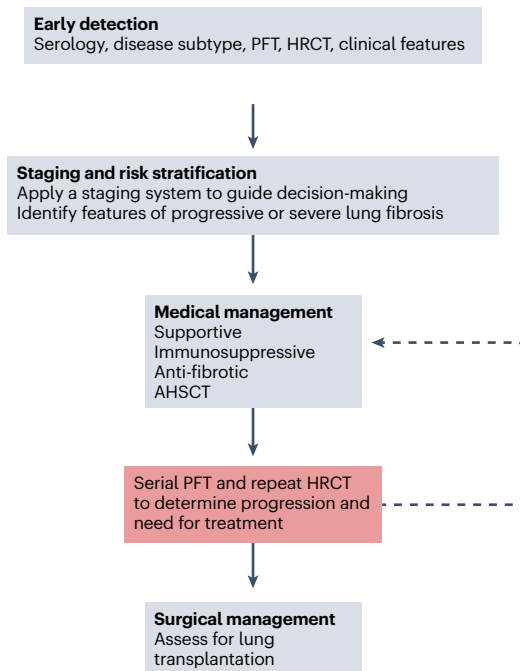 Early detection
Serology, disease subtype, PFT, HRCT, clinical features
Staging and risk stratification
Apply a staging system to guide decision-making
Identify features of progressive or severe lung fibrosis
Medical management
Supportive
Immunosuppressive
Anti-fibrotic
AHSCT
Serial PFT and repeat HRCT
to determine progression and
need for treatment
Surgical management
Assess for lung
transplantation